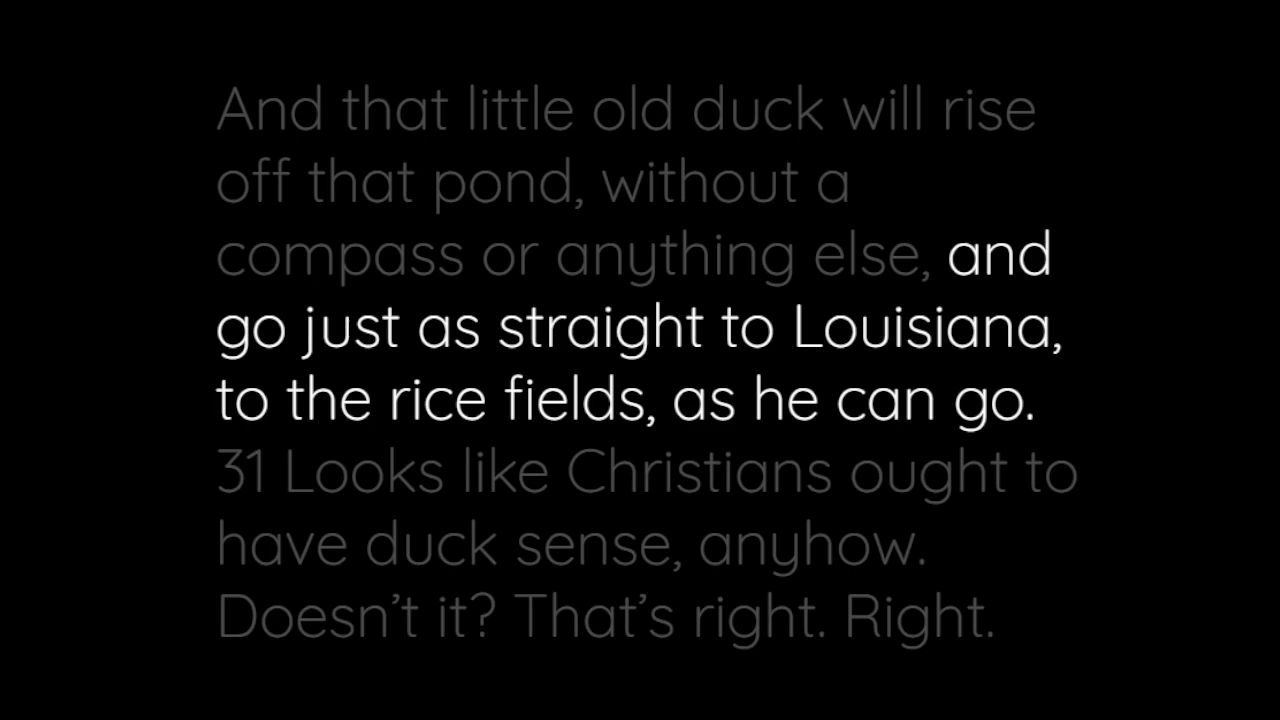 And that little old duck will rise
off that pond, without a
compass or anything else, and
go just as straight to Louisiana,
to the rice fields, as he can go.
31 Looks like Christians ought to
have duck sense, anyhow.
Doesn’t it? That’s right. Right.